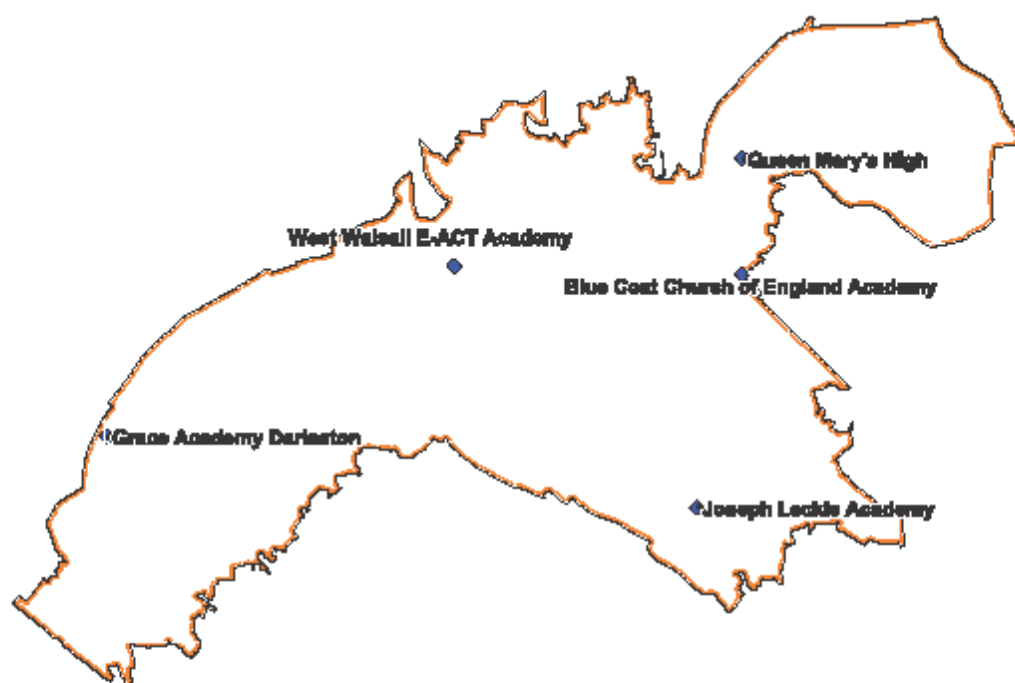 Queen Mary's High
West Walsall E-ACT Academy
Blue Coat Church of England Academy
Grace Academy Darlaston
Joseph Leckie Academy